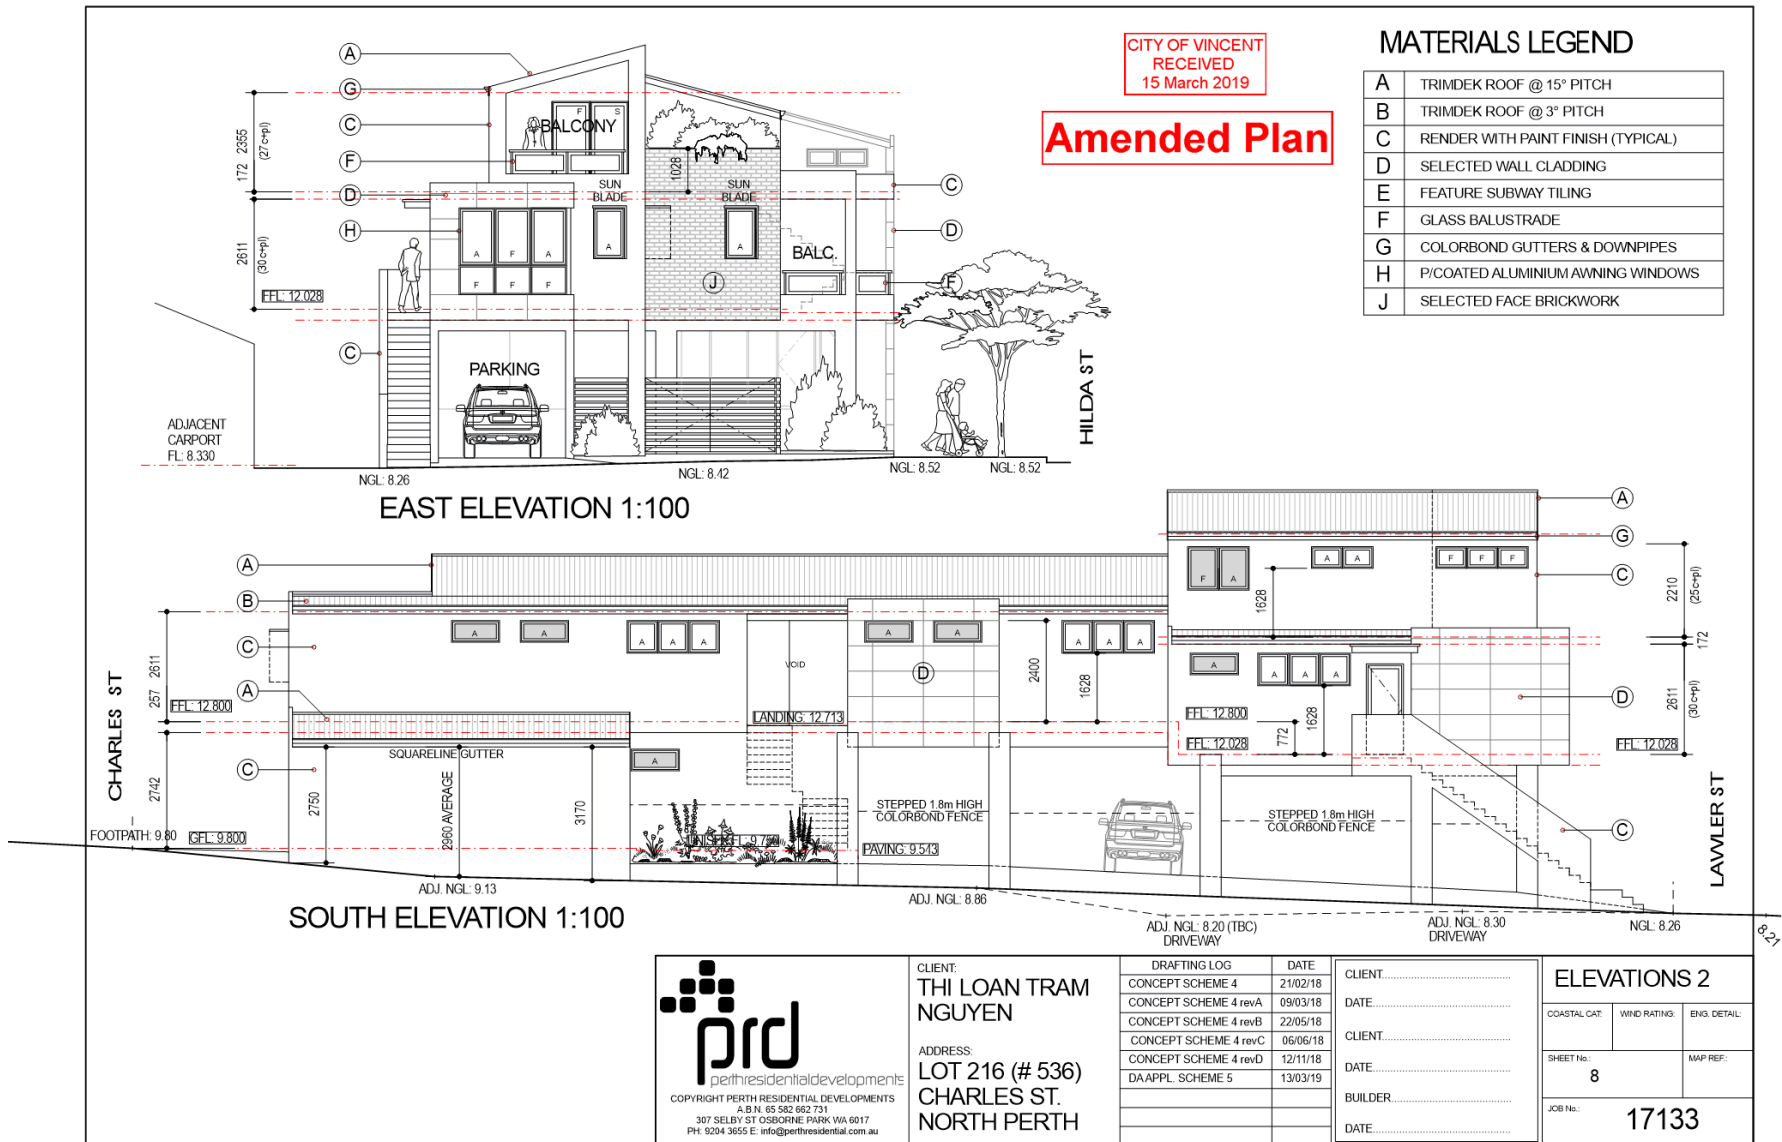 CITY OF VINCENT
RECEIVED
15 March 2019
Amended Plan
MATERIALS LEGEND
A TRIMDEK ROOF @ 15° PITCH
B TRIMDEK ROOF @ 3° PITCH
C RENDER WITH PAINT FINISH (TYPICAL)
D SELECTED WALL CLADDING
E FEATURE SUBWAY TILING
F GLASS BALUSTRADE
G COLORBOND GUTTERS & DOWNPIPES
H P/COATED ALUMINIUM AWNING WINDOWS
J SELECTED FACE BRICKWORK
A
G
C
F
D
H
C
2355
(27 c+pl)
172
2611
(30 c+pl)
FFL: 12.028
F S
BALCONY
SUN
BLADE
1028
SUN
BLADE
A F A
F F F
A
A
J
BALC.
C
D
F
PARKING
HILDA ST
ADJACENT
CARPORT
FL: 8.330
NGL: 8.26
NGL: 8.42
NGL: 8.52
NGL: 8.52
EAST ELEVATION 1:100
A
B
C
A
C
CHARLES ST
2611
257
2742
FFL: 12.800
FOOTPATH: 9.80
GFL: 9.800
A A A A A
VOID
A A
D
2400
1628
A A A
LANDING: 12.713
SQUARELINE GUTTER
2750
2960 AVERAGE
3170
A
STEPPED 1.8m HIGH
COLORBOND FENCE
PAVING: 9.543
F A
1628
A A
F F F
A
A A A
FFL: 12.800
FFL: 12.028
772
1628
STEPPED 1.8m HIGH
COLORBOND FENCE
A
G
C
2210
(25 c+pl)
172
D
2611
(30 c+pl)
FFL: 12.028
C
LAWLER ST
ADJ. NGL: 9.13
ADJ. NGL: 8.86
ADJ. NGL: 8.20 (TBC)
DRIVEWAY
ADJ. NGL: 8.30
DRIVEWAY
NGL: 8.26
8.21
SOUTH ELEVATION 1:100
prd
perthresidentialdevelopments
COPYRIGHT PERTH RESIDENTIAL DEVELOPMENTS
A.B.N. 65 582 662 731
307 SELBY ST OSBORNE PARK WA 6017
PH: 9204 3655 E: info@perthresidential.com.au
CLIENT:
THI LOAN TRAM
NGUYEN
ADDRESS:
LOT 216 (# 536)
CHARLES ST.
NORTH PERTH
DRAFTING LOG DATE
CONCEPT SCHEME 4 21/02/18
CONCEPT SCHEME 4 revA 09/03/18
CONCEPT SCHEME 4 revB 22/05/18
CONCEPT SCHEME 4 revC 06/06/18
CONCEPT SCHEME 4 revD 12/11/18
DA APPL. SCHEME 5 13/03/19
CLIENT
DATE
CLIENT
DATE
BUILDER
DATE
ELEVATIONS 2
COASTAL CAT: WIND RATING: ENG. DETAIL:
SHEET No.: MAP REF.:
8
JOB No.:
17133